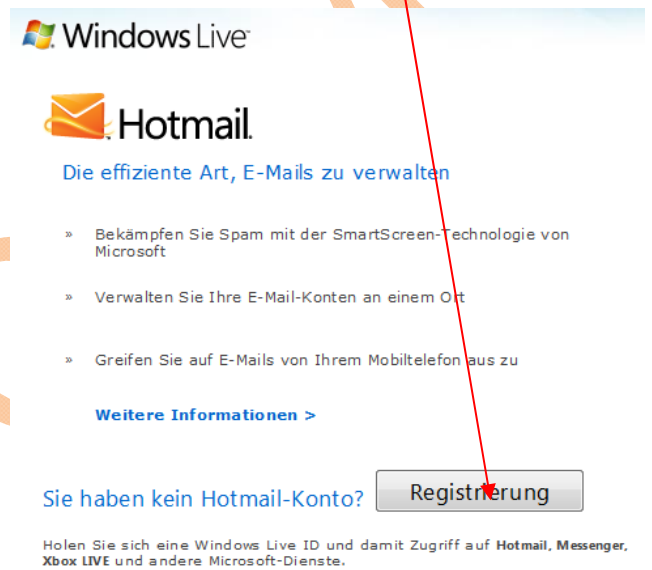 Windows Live
Hotmail.
Die effiziente Art, E-Mails zu verwalten
» Bekämpfen Sie Spam mit der SmartScreen-Technologie von
Microsoft
» Verwalten Sie Ihre E-Mail-Konten an einem Ort
» Greifen Sie auf E-Mails von Ihrem Mobiltelefon aus zu
Weitere Informationen >
Sie haben kein Hotmail-Konto? Registrierung
Holen Sie sich eine Windows Live ID und damit Zugriff auf Hotmail, Messenger,
Xbox LIVE und andere Microsoft-Dienste.